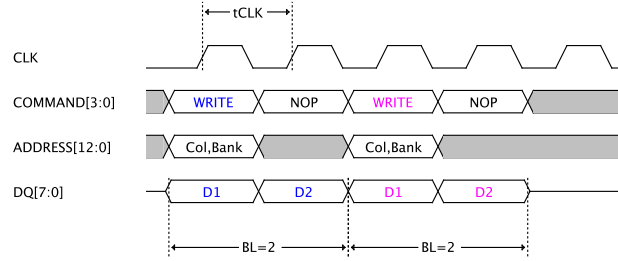 tCLK
CLK
COMMAND[3:0] WRITE NOP WRITE NOP
ADDRESS[12:0] Col,Bank Col,Bank
DQ[7:0] D1 D2 D1 D2
BL=2 BL=2